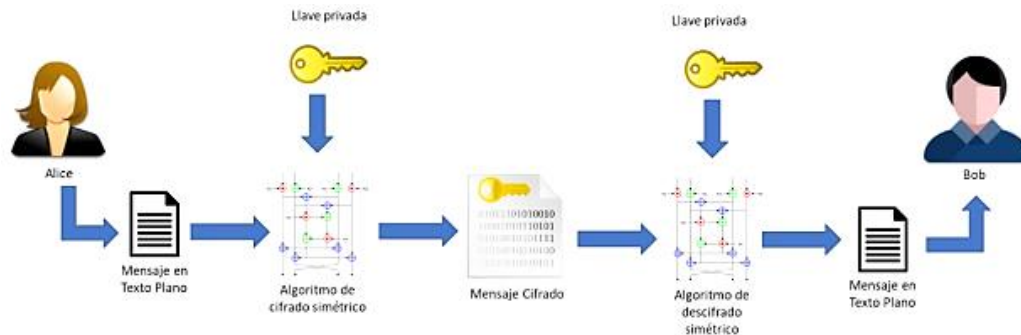 Llave privada
Llave privada
Alice
Bob
Mensaje en
Texto Plano
Algoritmo de
cifrado simétrico
Mensaje Cifrado
Algoritmo de
descifrado
simétrico
Mensaje en
Texto Plano